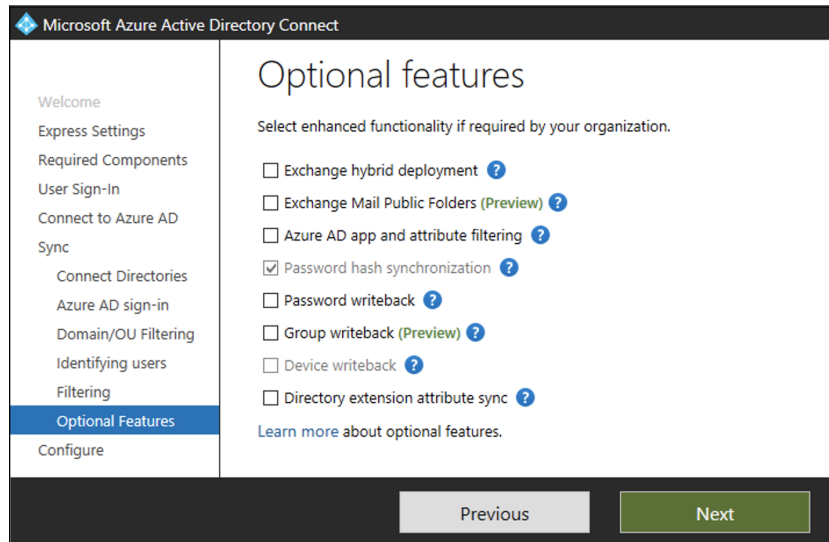 Microsoft Azure Active Directory Connect
Welcome
Express Settings
Required Components
User Sign-In
Connect to Azure AD
Sync
Connect Directories
Azure AD sign-in
Domain/OU Filtering
Identifying users
Filtering
Optional Features
Configure
Optional features
Select enhanced functionality if required by your organization.
Exchange hybrid deployment ?
Exchange Mail Public Folders (Preview) ?
Azure AD app and attribute filtering ?
Password hash synchronization ?
Password writeback ?
Group writeback (Preview) ?
Device writeback ?
Directory extension attribute sync ?
Learn more about optional features.
Previous
Next